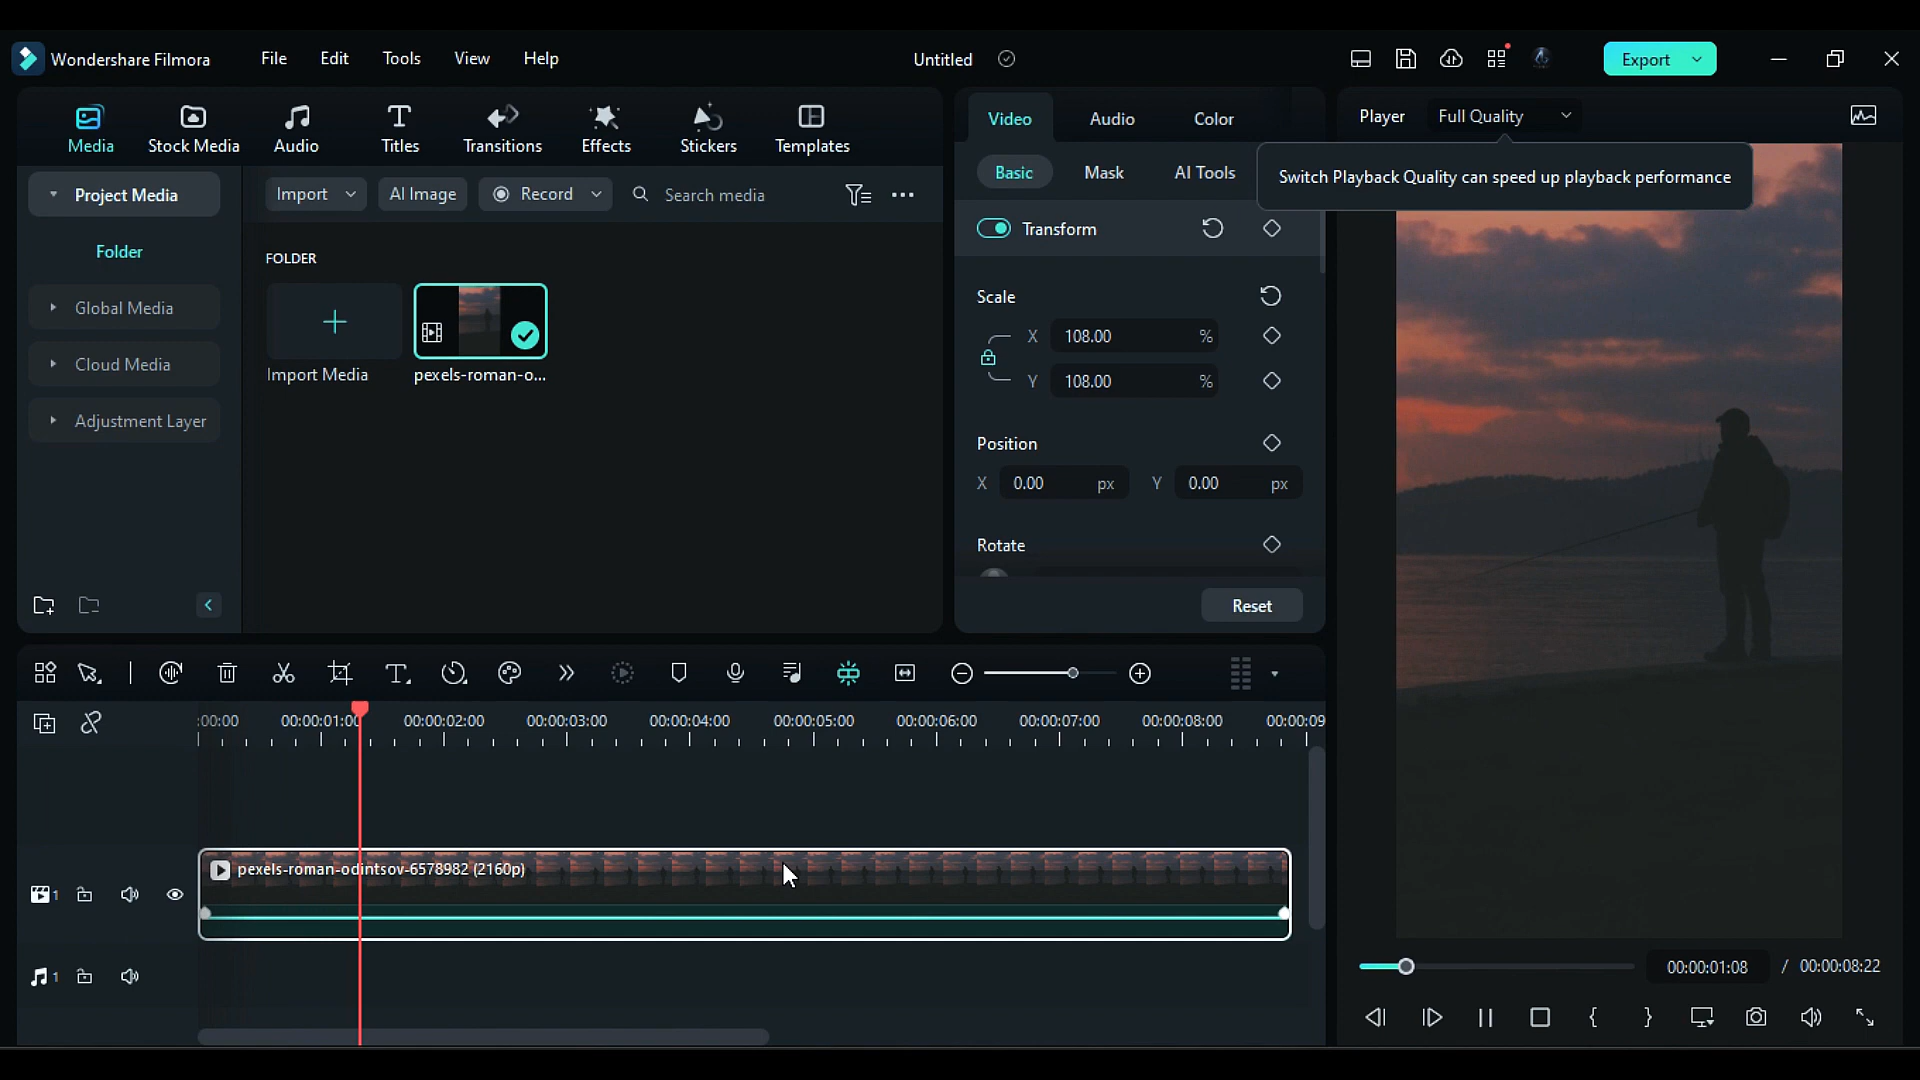 Wondershare Filmora File Edit Tools View Help Untitled Export
Media Stock Media Audio Titles Transitions Effects Stickers Templates
Project Media
Folder
Global Media
Cloud Media
Adjustment Layer
Import AI Image Record Search media
FOLDER
Import Media pexels-roman-o...
Video Audio Color
Basic Mask AI Tools
Transform
Scale
X 108.00 %
Y 108.00 %
Position
X 0.00 px Y 0.00 px
Rotate
Reset
Player Full Quality
Switch Playback Quality can speed up playback performance
00:00:01:08 / 00:00:08:22
:00:00 00:00:01:00 00:00:02:00 00:00:03:00 00:00:04:00 00:00:05:00 00:00:06:00 00:00:07:00 00:00:08:00 00:00:09
pexels-roman-odintsov-6578982 (2160p)
1
1